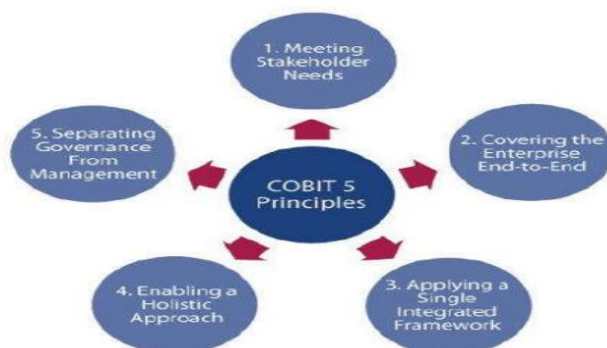 1. Meeting
Stakeholder
Needs
5. Separating
Governance
From
Management
2. Covering the
Enterprise
End-to-End
COBIT 5
Principles
4. Enabling a
Holistic
Approach
3. Applying a
Single
Integrated
Framework